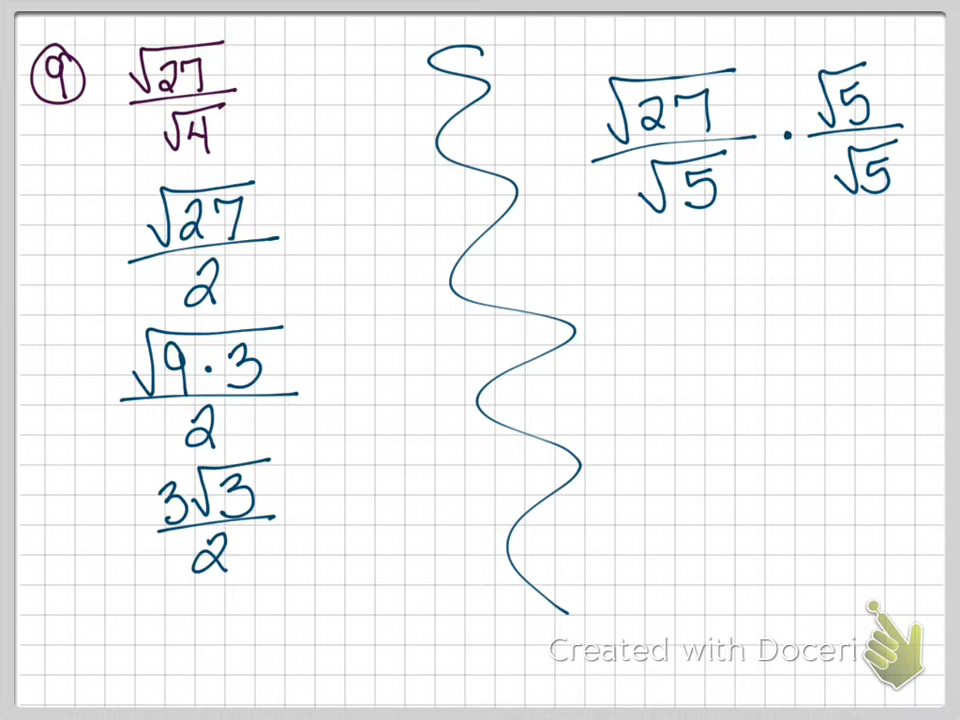 ⑨ √27/√4
√27/2
√9·3/2
3√3/2
√27/√5 · √5/√5
Created with Doceri